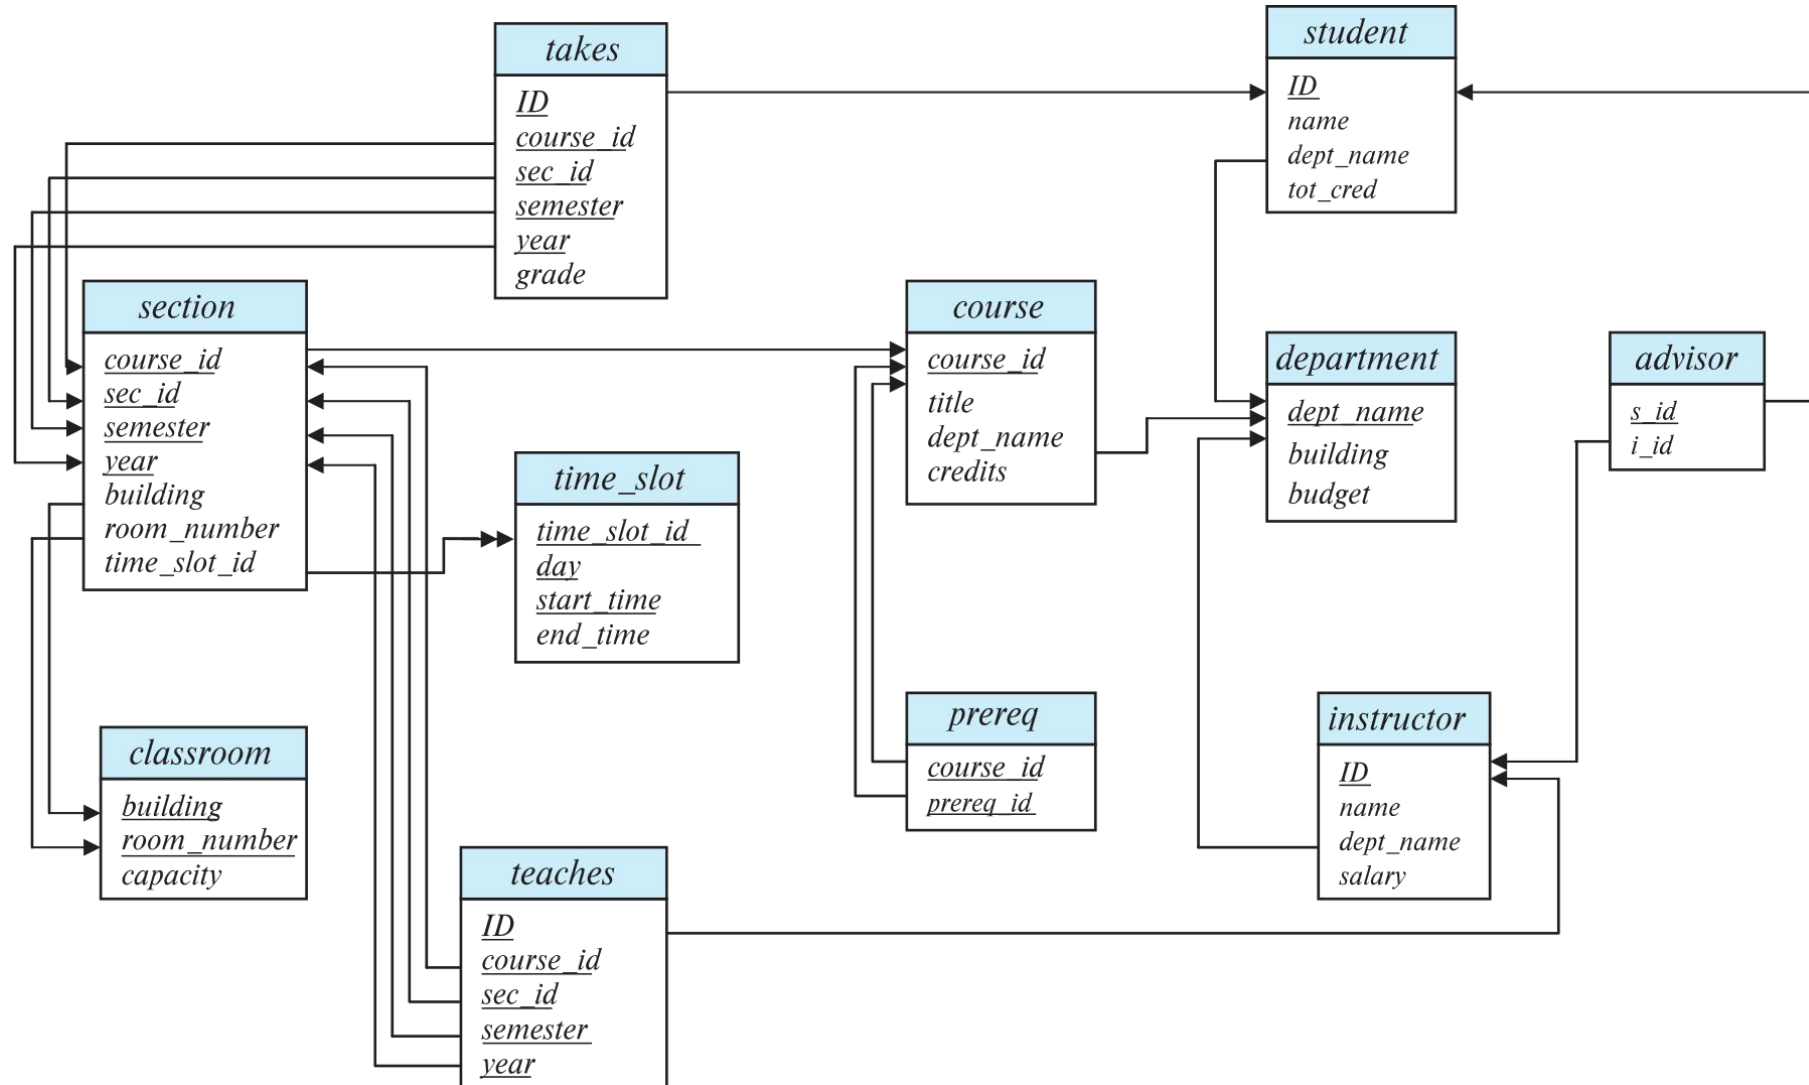 takes
ID
course_id
sec_id
semester
year
grade
student
ID
name
dept_name
tot_cred
section
course_id
sec_id
semester
year
building
room_number
time_slot_id
time_slot
time_slot_id
day
start_time
end_time
course
course_id
title
dept_name
credits
department
dept_name
building
budget
advisor
s_id
i_id
classroom
building
room_number
capacity
prereq
course_id
prereq_id
instructor
ID
name
dept_name
salary
teaches
ID
course_id
sec_id
semester
year